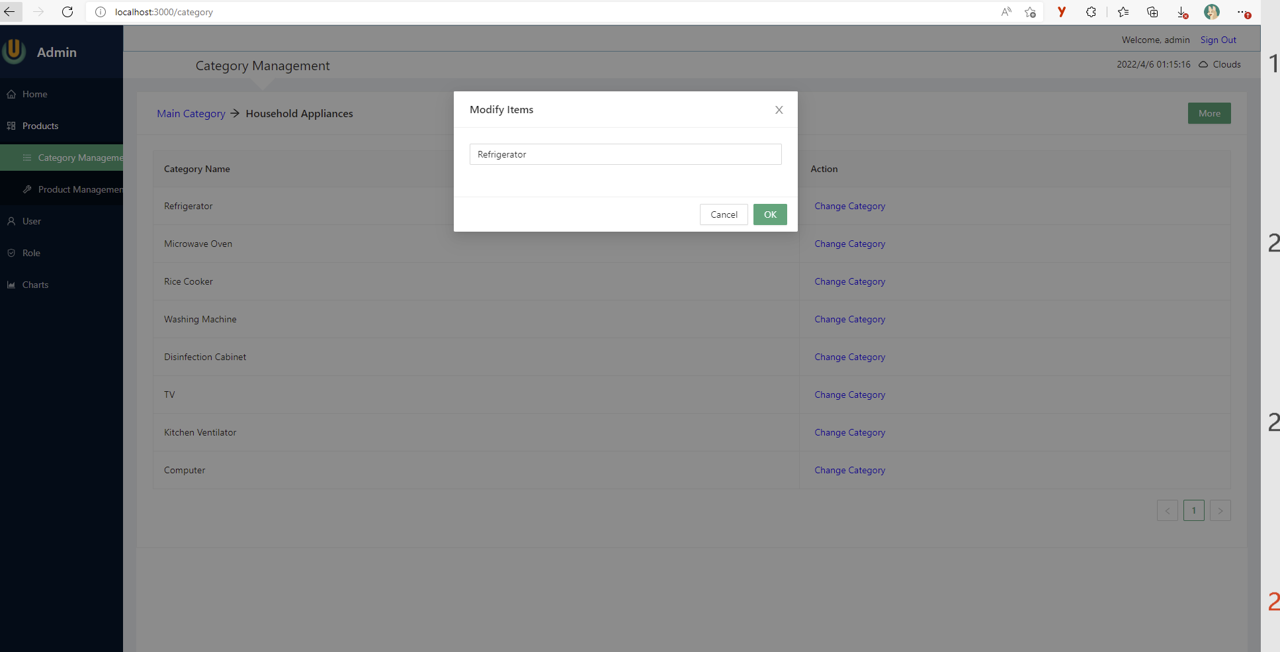 localhost:3000/category
Welcome, admin Sign Out
Admin
Category Management
2022/4/6 01:15:16 Clouds
Home
Products
Category Manageme
Product Managemen
User
Role
Charts
Main Category → Household Appliances
More
Modify Items
Refrigerator
Cancel OK
Category Name Action
Refrigerator Change Category
Microwave Oven Change Category
Rice Cooker Change Category
Washing Machine Change Category
Disinfection Cabinet Change Category
TV Change Category
Kitchen Ventilator Change Category
Computer Change Category
< 1 >
1
2
2
2